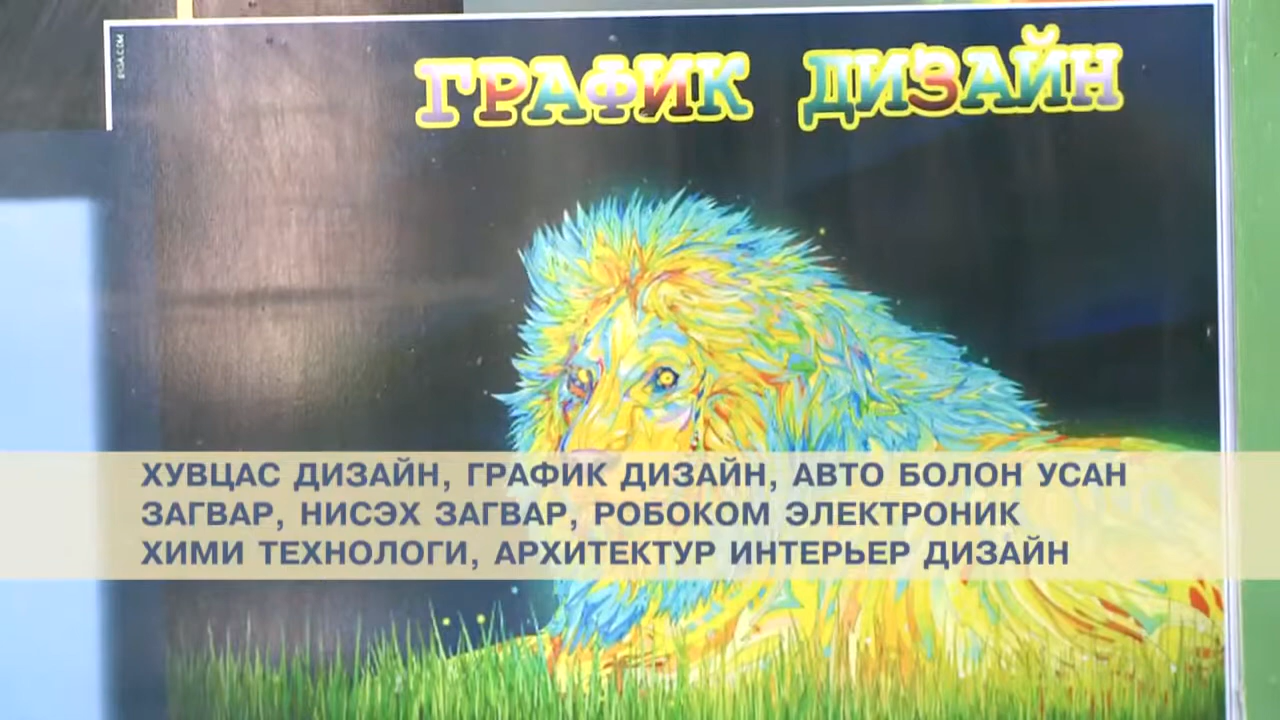 ГРАФИК ДИЗАЙН
ХУВЦАС ДИЗАЙН, ГРАФИК ДИЗАЙН, АВТО БОЛОН УСАН
ЗАГВАР, НИСЭХ ЗАГВАР, РОБОКОМ ЭЛЕКТРОНИК
ХИМИ ТЕХНОЛОГИ, АРХИТЕКТУР ИНТЕРЬЕР ДИЗАЙН